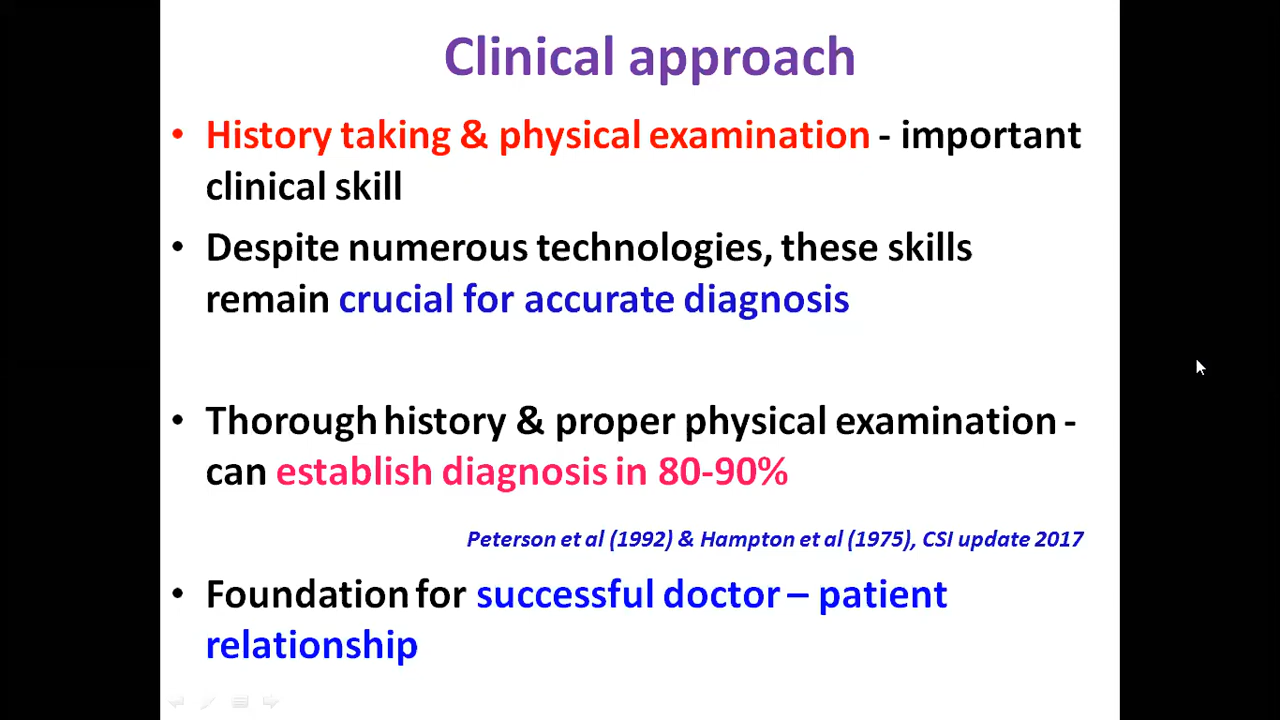 Clinical approach
• History taking & physical examination - important
clinical skill
• Despite numerous technologies, these skills
remain crucial for accurate diagnosis
• Thorough history & proper physical examination -
can establish diagnosis in 80-90%
Peterson et al (1992) & Hampton et al (1975), CSI update 2017
• Foundation for successful doctor – patient
relationship